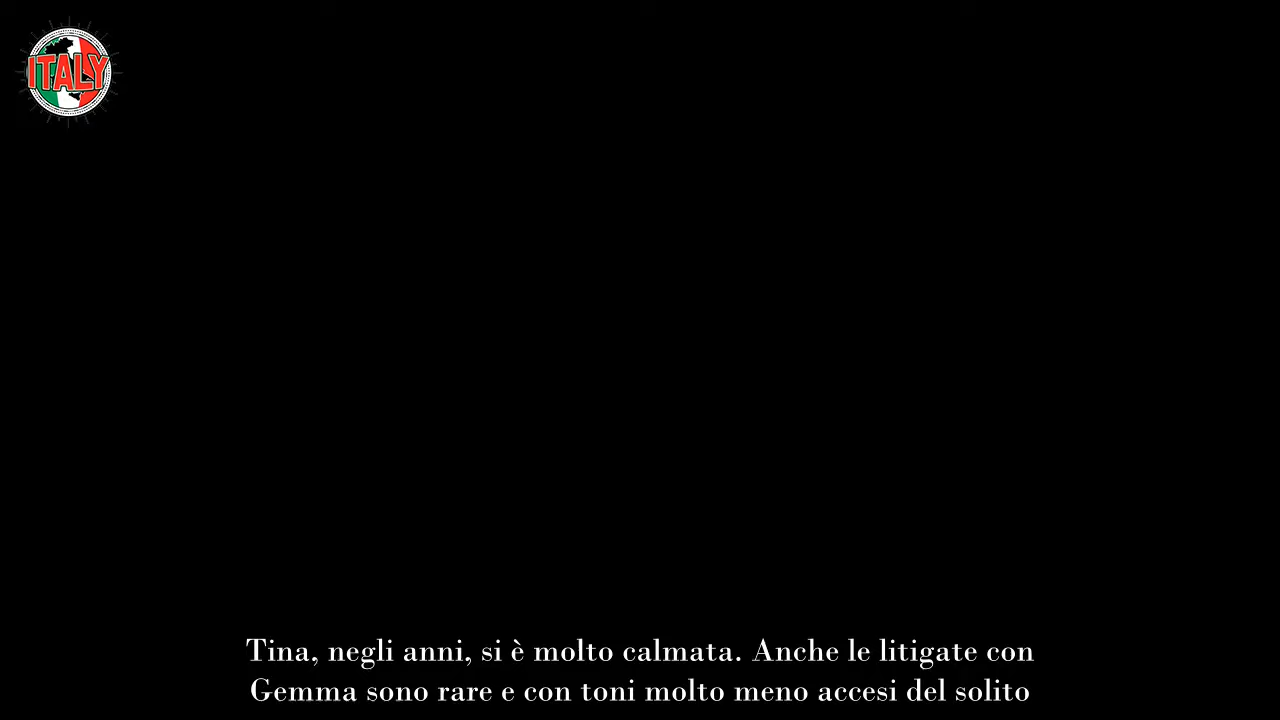 ITALY
Tina, negli anni, si è molto calmata. Anche le litigate con
Gemma sono rare e con toni molto meno accesi del solito